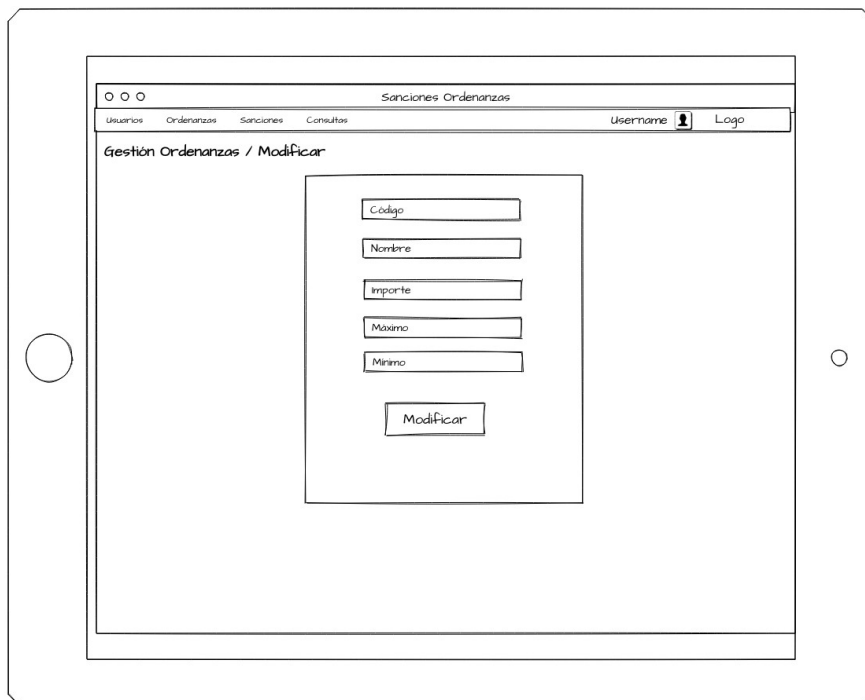 Sanciones Ordenanzas
Usuarios Ordenanzas Sanciones Consultas Username Logo
Gestión Ordenanzas / Modificar
Código
Nombre
Importe
Máximo
Mínimo
Modificar